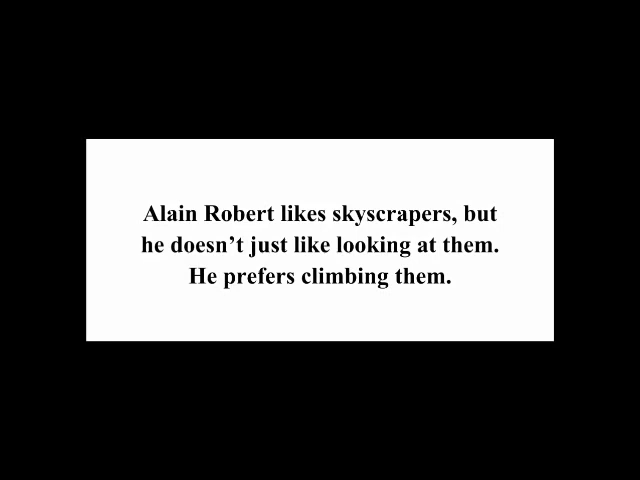 Alain Robert likes skyscrapers, but
he doesn’t just like looking at them.
He prefers climbing them.